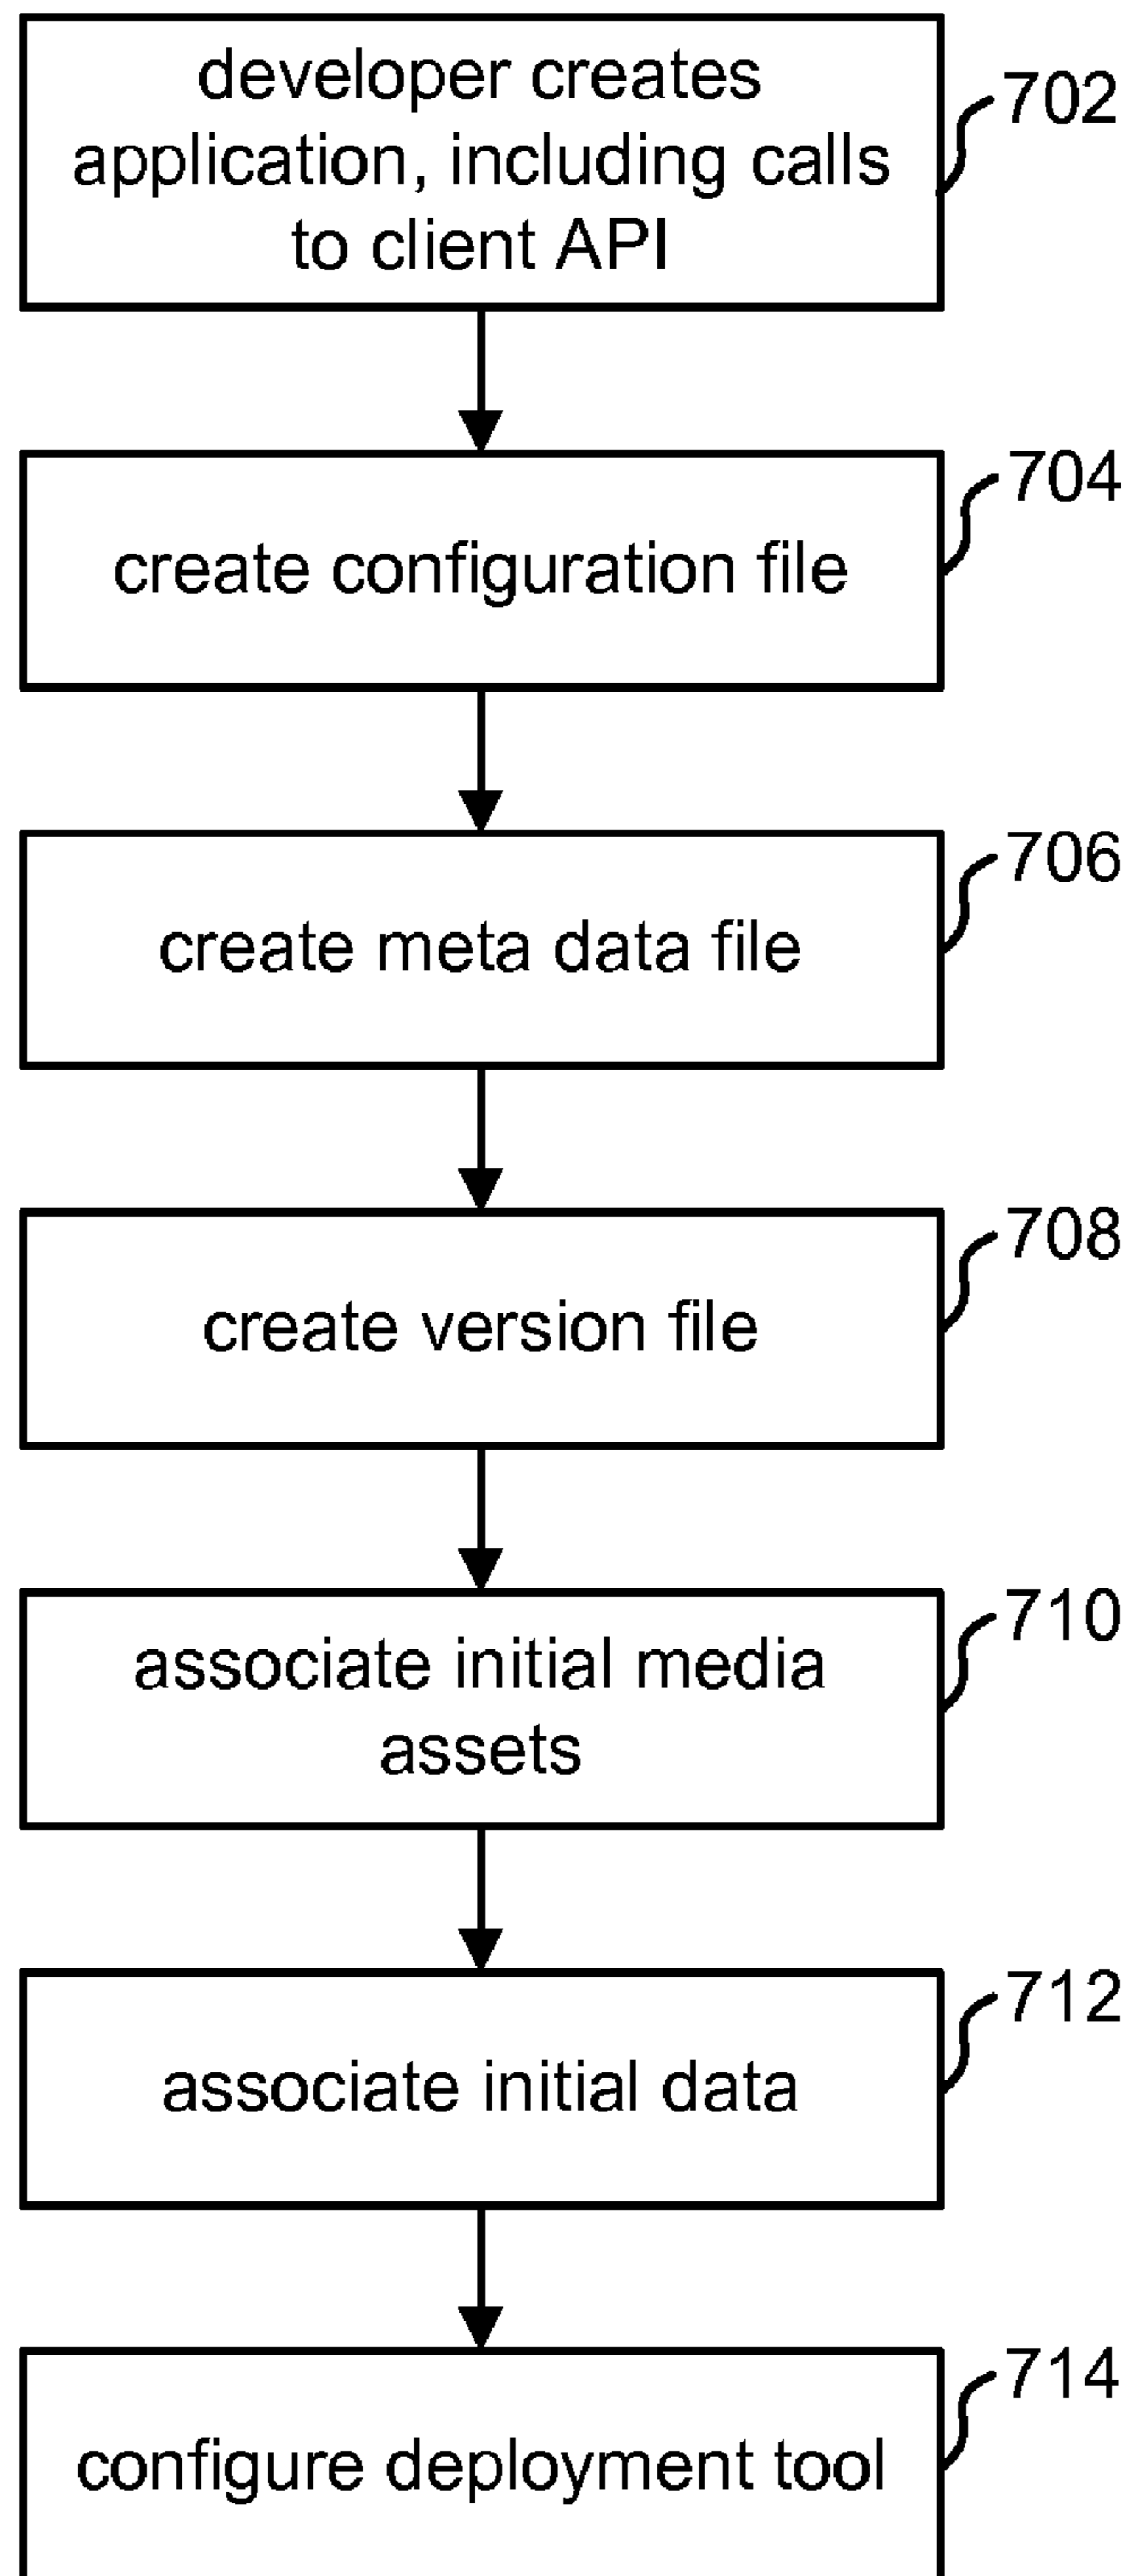 developer creates
application, including calls
to client API
702
create configuration file
704
create meta data file
706
create version file
708
associate initial media
assets
710
associate initial data
712
configure deployment tool
714